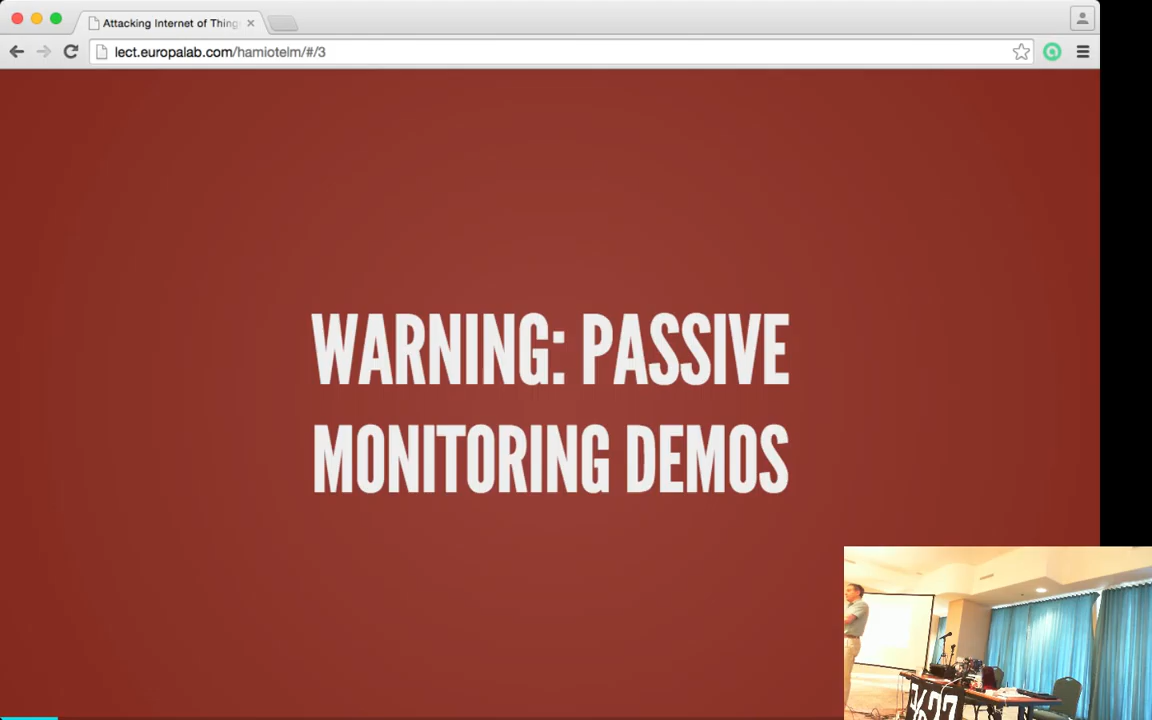 Attacking Internet of Thing
lect.europalab.com/hamiotelm/#/3
WARNING: PASSIVE
MONITORING DEMOS